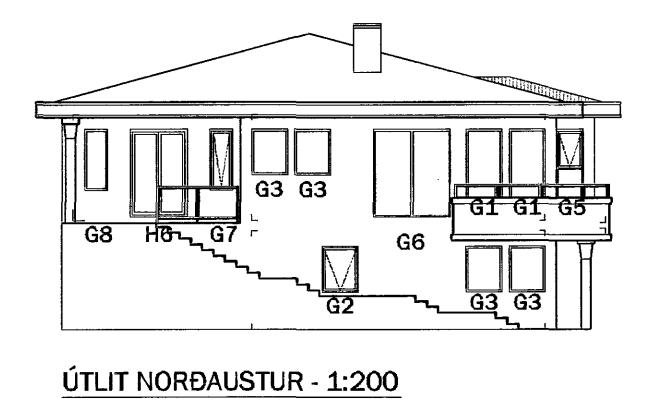 G3 G3
G1 G1 G5
G8 H6 G7 G6
G2 G3 G3
ÚTLIT NORÐAUSTUR - 1:200